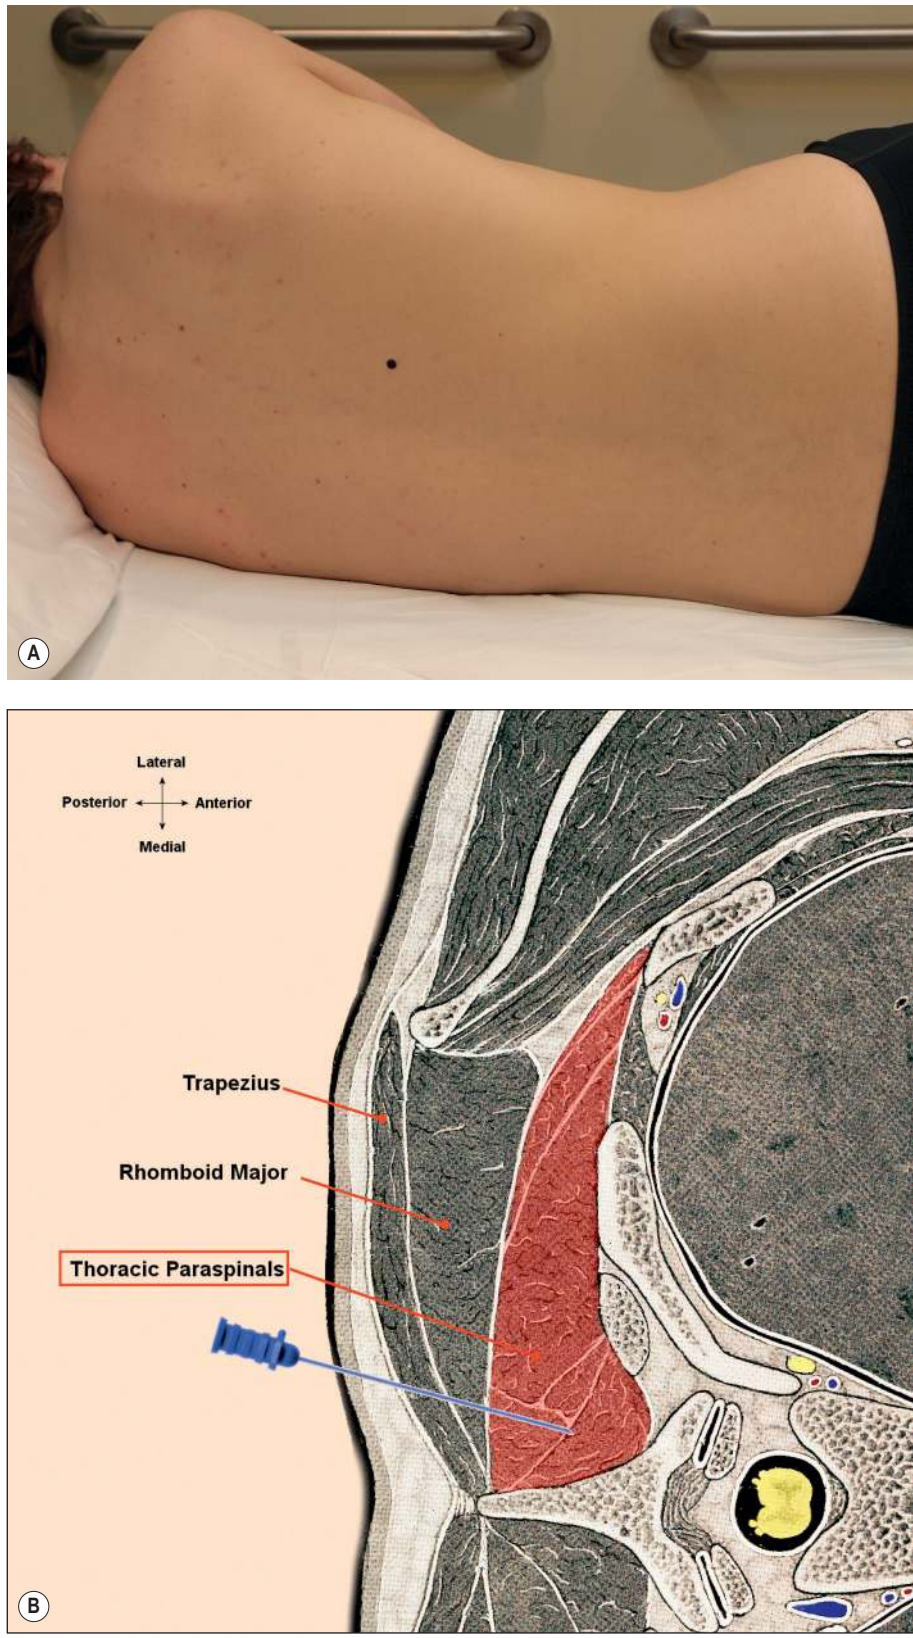 A
Lateral
Posterior
Anterior
Medial
Trapezius
Rhomboid Major
Thoracic Paraspinals
B